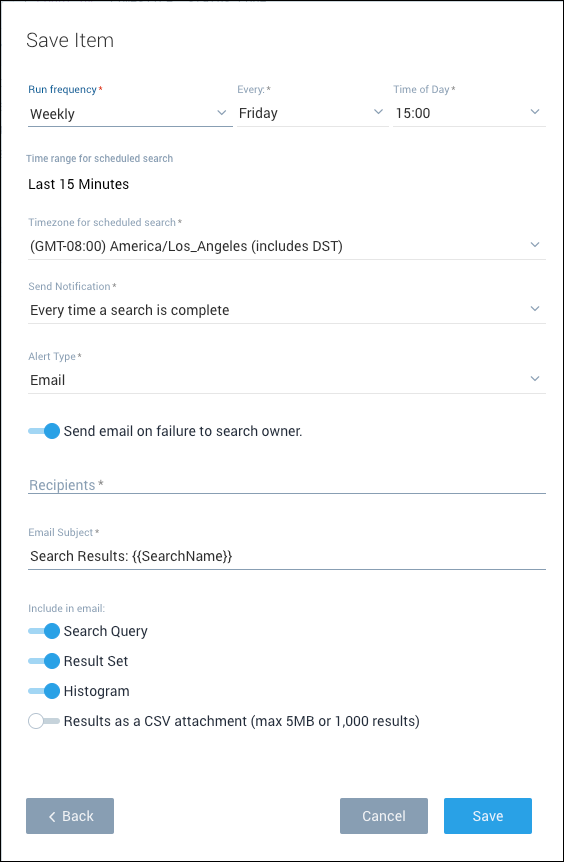 Save Item
Run frequency* Every:* Time of Day*
Weekly Friday 15:00
Time range for scheduled search
Last 15 Minutes
Timezone for scheduled search*
(GMT-08:00) America/Los_Angeles (includes DST)
Send Notification*
Every time a search is complete
Alert Type*
Email
Send email on failure to search owner.
Recipients*
Email Subject*
Search Results: {{SearchName}}
Include in email:
Search Query
Result Set
Histogram
Results as a CSV attachment (max 5MB or 1,000 results)
Back Cancel Save